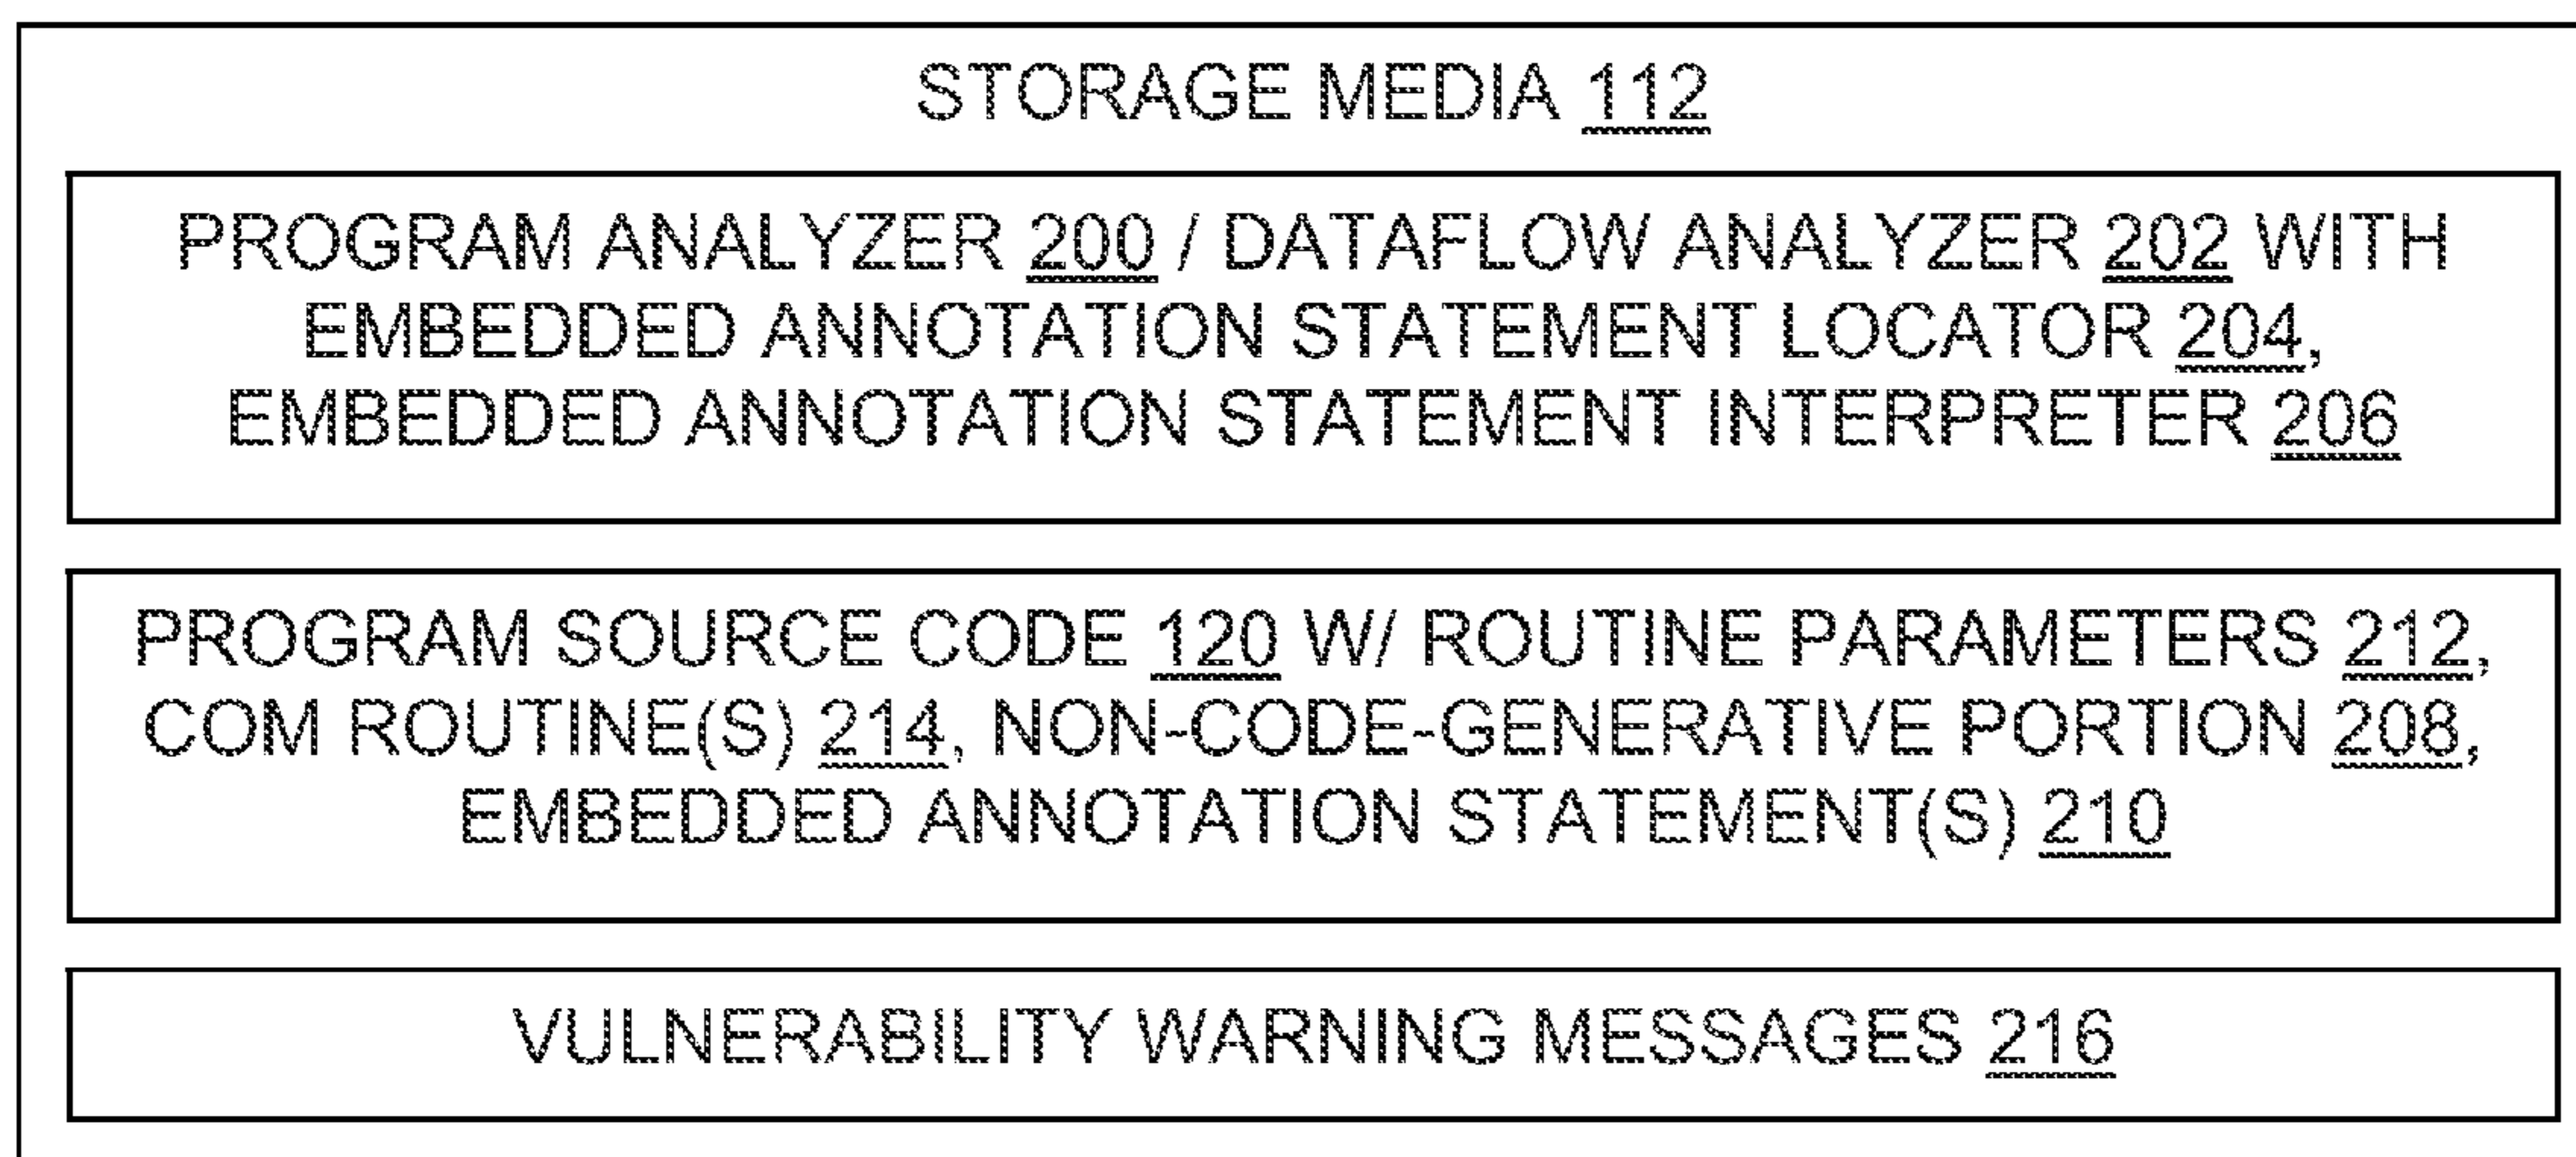 STORAGE MEDIA 112
PROGRAM ANALYZER 200 / DATAFLOW ANALYZER 202 WITH
EMBEDDED ANNOTATION STATEMENT LOCATOR 204,
EMBEDDED ANNOTATION STATEMENT INTERPRETER 206
PROGRAM SOURCE CODE 120 W/ ROUTINE PARAMETERS 212,
COM ROUTINE(S) 214, NON-CODE-GENERATIVE PORTION 208,
EMBEDDED ANNOTATION STATEMENT(S) 210
VULNERABILITY WARNING MESSAGES 216